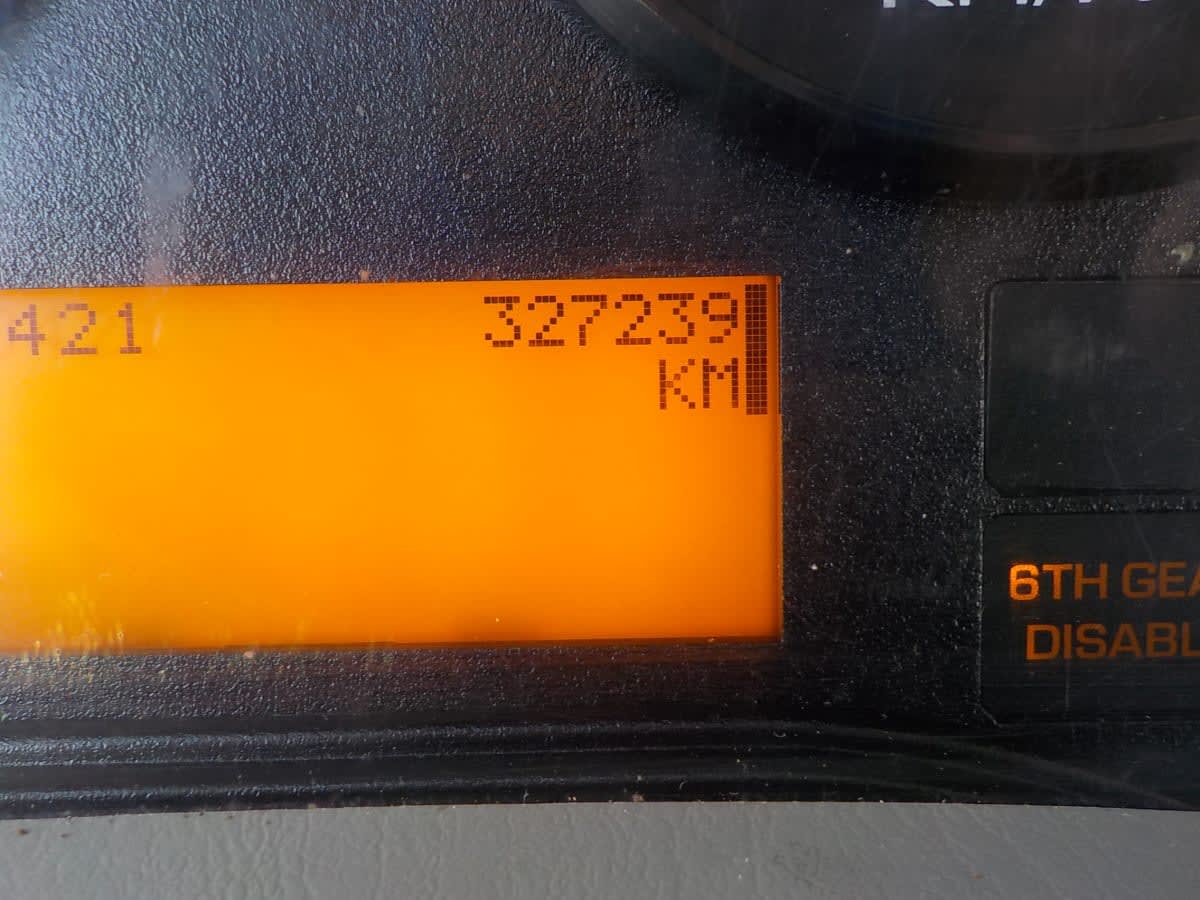 421 327239
KM
6TH GEA
DISABL